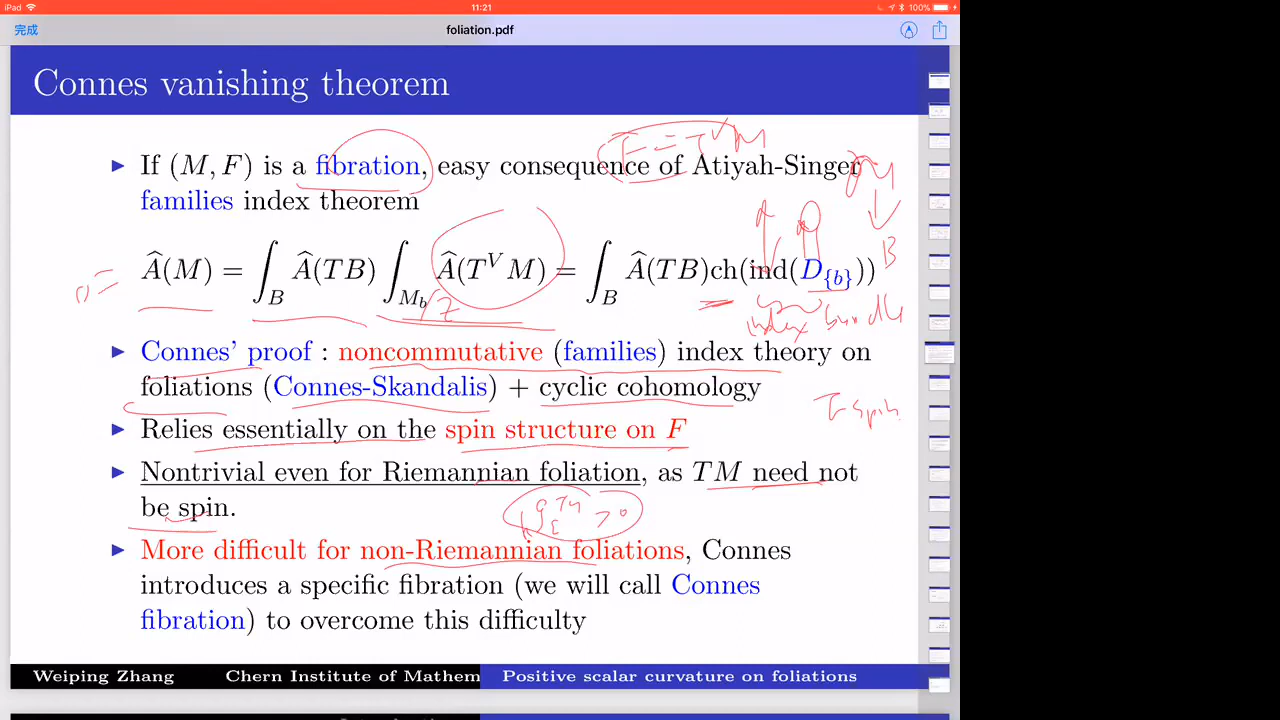 iPad 11:21 100%
完成 foliation.pdf
Connes vanishing theorem
F = T^V M
▶ If (M, F) is a fibration, easy consequence of Atiyah-Singer
families index theorem
M
B
0 =
Â(M) = ∫_B Â(TB) ∫_{M_b} Â(T^V M) = ∫_B Â(TB)ch(ind(D_{b}))
index bundle
▶ Connes' proof : noncommutative (families) index theory on
foliations (Connes-Skandalis) + cyclic cohomology
F spin
▶ Relies essentially on the spin structure on F
▶ Nontrivial even for Riemannian foliation, as TM need not
be spin.
> 0
▶ More difficult for non-Riemannian foliations, Connes
introduces a specific fibration (we will call Connes
fibration) to overcome this difficulty
Weiping Zhang Chern Institute of Mathem Positive scalar curvature on foliations